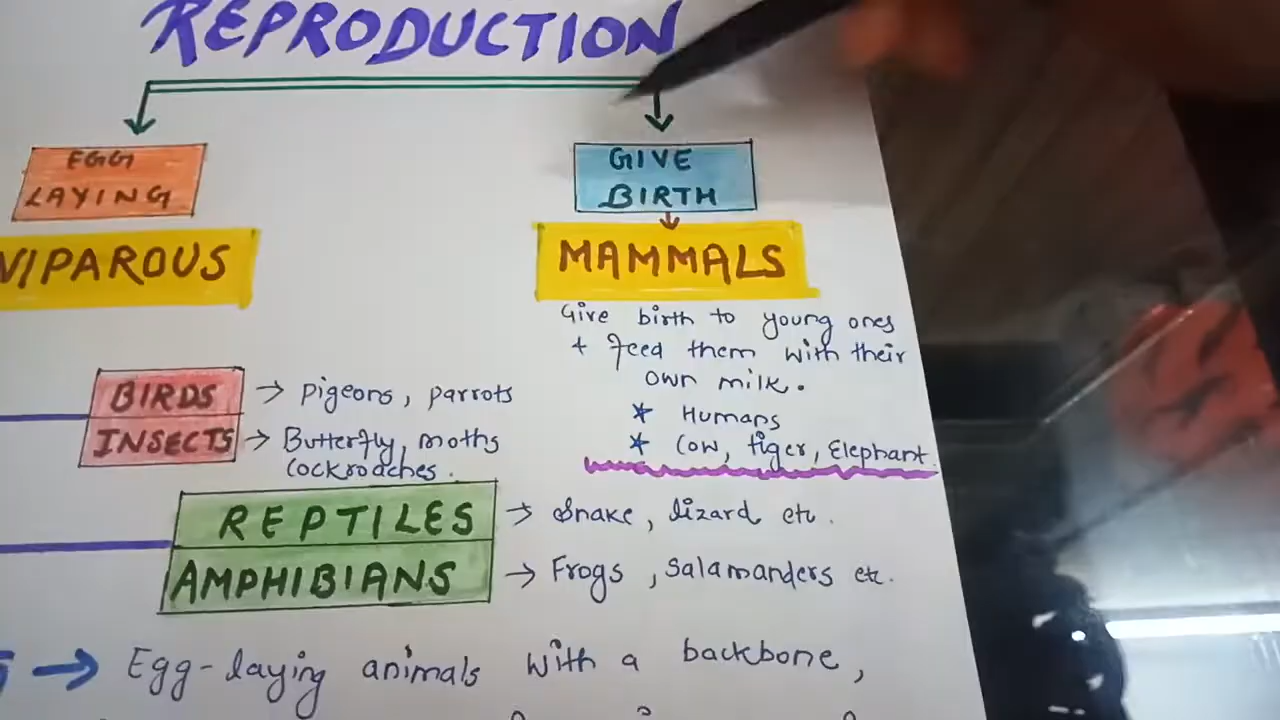 REPRODUCTION
EGG
LAYING
VIPAROUS
GIVE
BIRTH
MAMMALS
Give birth to young ones
+ feed them with their
own milk.
* Humans
* Cow, tiger, Elephant
BIRDS → pigeons, parrots
INSECTS → Butterfly, moths
cockroaches.
REPTILES → Snake, lizard etc.
AMPHIBIANS → Frogs, salamanders etc.
→ Egg-laying animals with a backbone,